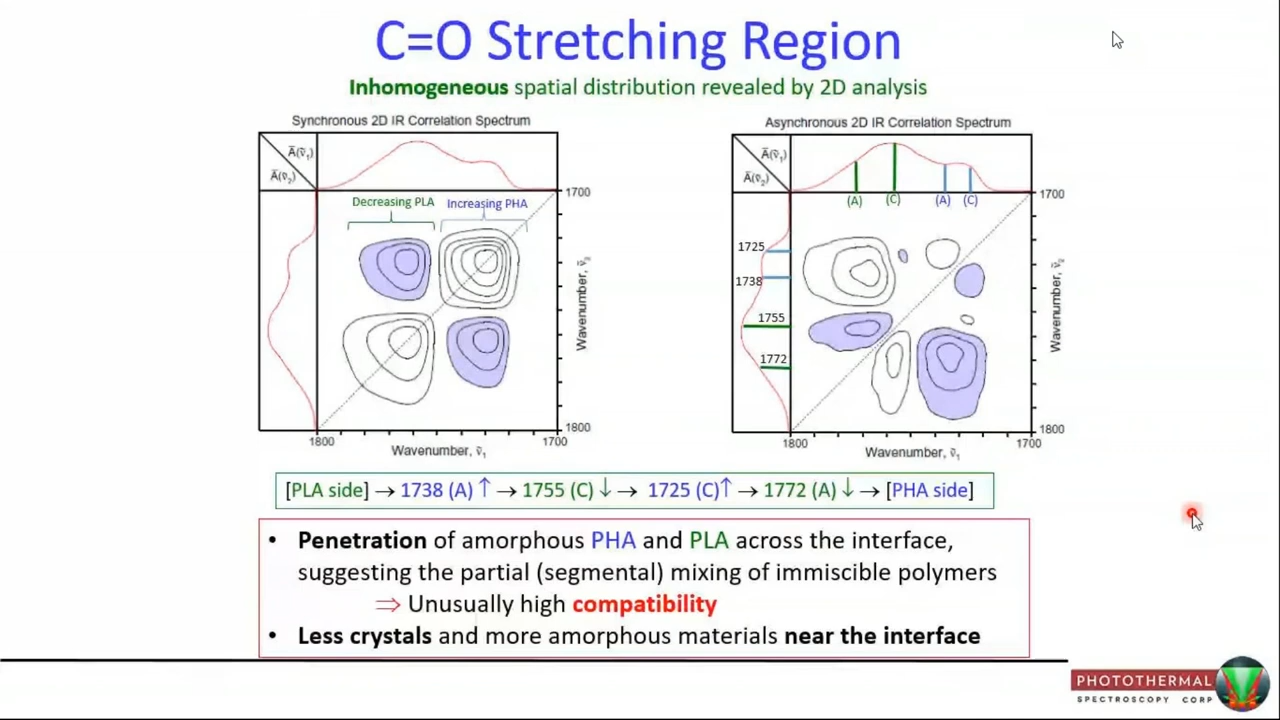 C=O Stretching Region
Inhomogeneous spatial distribution revealed by 2D analysis
Synchronous 2D IR Correlation Spectrum
Ā(ν̃₁)
Ā(ν̃₂)
1700
Decreasing PLA
Increasing PHA
Wavenumber, ν̃₂
1800
1800
1700
Wavenumber, ν̃₁
Asynchronous 2D IR Correlation Spectrum
Ā(ν̃₁)
Ā(ν̃₂)
1700
(A)
(C)
(A)
(C)
1725
1738
1755
1772
Wavenumber, ν̃₂
1800
1800
1700
Wavenumber, ν̃₁
[PLA side] → 1738 (A) ↑ → 1755 (C) ↓ → 1725 (C)↑ → 1772 (A) ↓ → [PHA side]
• Penetration of amorphous PHA and PLA across the interface,
suggesting the partial (segmental) mixing of immiscible polymers
⇒ Unusually high compatibility
• Less crystals and more amorphous materials near the interface
PHOTOTHERMAL
SPECTROSCOPY CORP